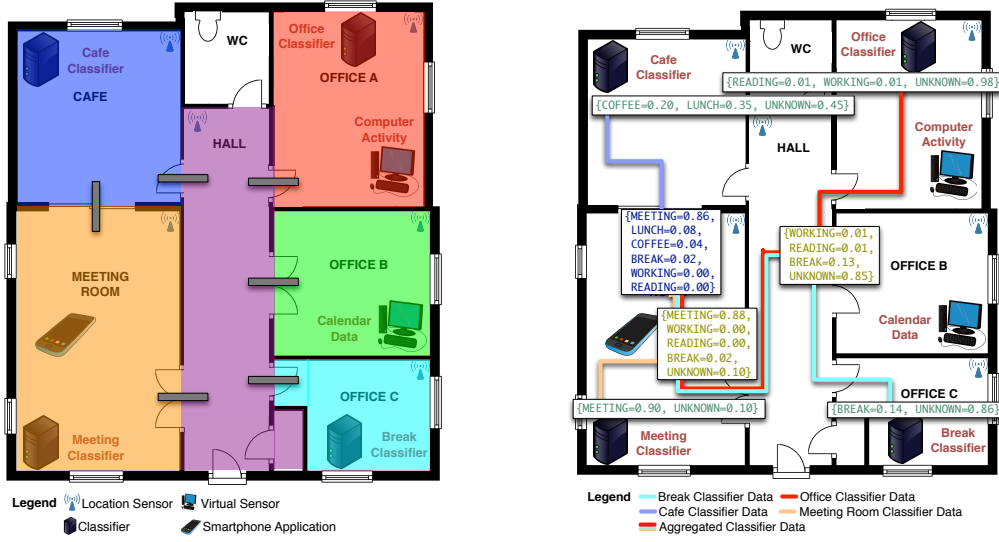 Cafe
Classifier
CAFE
WC
Office
Classifier
OFFICE A
Computer
Activity
HALL
MEETING
ROOM
OFFICE B
Calendar
Data
OFFICE C
Meeting
Classifier
Break
Classifier
Legend
Location Sensor
Virtual Sensor
Classifier
Smartphone Application
Cafe
Classifier
WC
Office
Classifier
{READING=0.01, WORKING=0.01, UNKNOWN=0.98}
{COFFEE=0.20, LUNCH=0.35, UNKNOWN=0.45}
Computer
Activity
HALL
{MEETING=0.86,
LUNCH=0.08,
COFFEE=0.04,
BREAK=0.02,
WORKING=0.00,
READING=0.00}
{WORKING=0.01,
READING=0.01,
BREAK=0.13,
UNKNOWN=0.85}
OFFICE B
{MEETING=0.88,
WORKING=0.00,
READING=0.00,
BREAK=0.02,
UNKNOWN=0.10}
Calendar
Data
OFFICE C
{MEETING=0.90, UNKNOWN=0.10}
{BREAK=0.14, UNKNOWN=0.86}
Meeting
Classifier
Break
Classifier
Legend
Break Classifier Data
Office Classifier Data
Cafe Classifier Data
Meeting Room Classifier Data
Aggregated Classifier Data